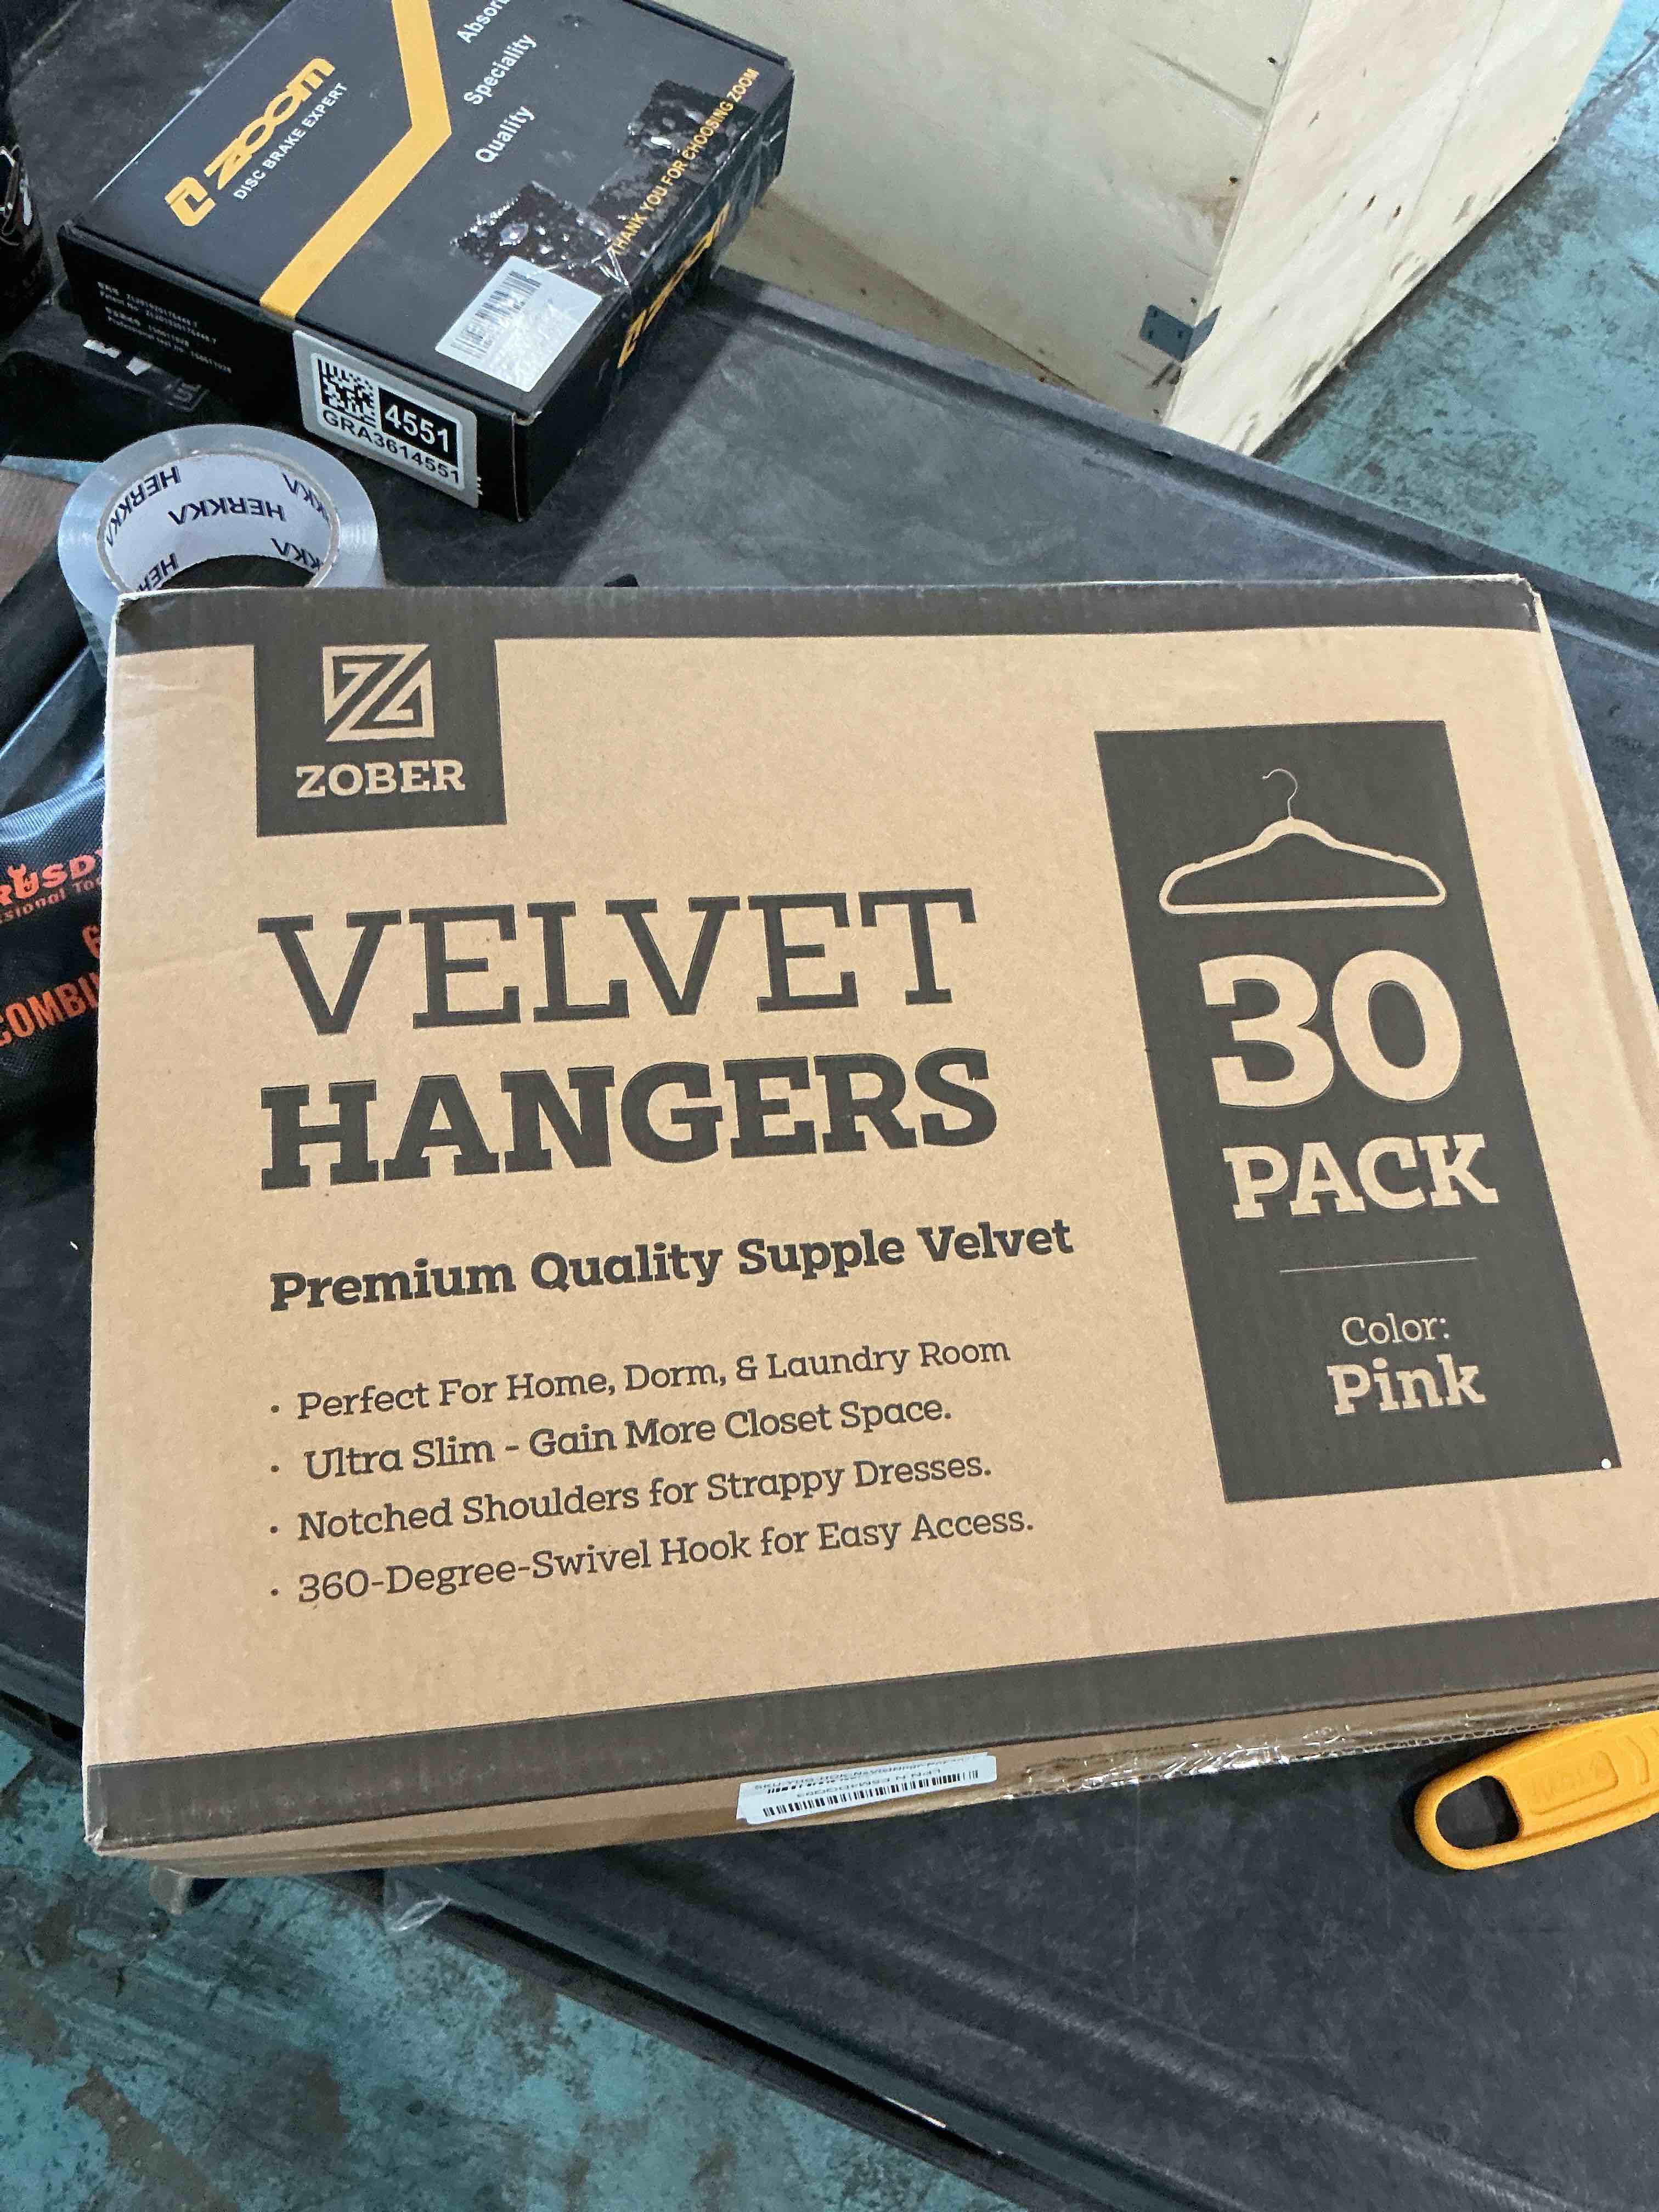 ZOOM
DISC BRAKE EXPERT
Speciality
Quality
THANK YOU FOR CHOOSING ZOOM
ZOOM
4551
GRA3614551
HERKKA
HERKKA
ZOBER
VELVET
HANGERS
Premium Quality Supple Velvet
· Perfect For Home, Dorm, & Laundry Room
· Ultra Slim - Gain More Closet Space.
· Notched Shoulders for Strappy Dresses.
· 360-Degree-Swivel Hook for Easy Access.
30
PACK
Color:
Pink